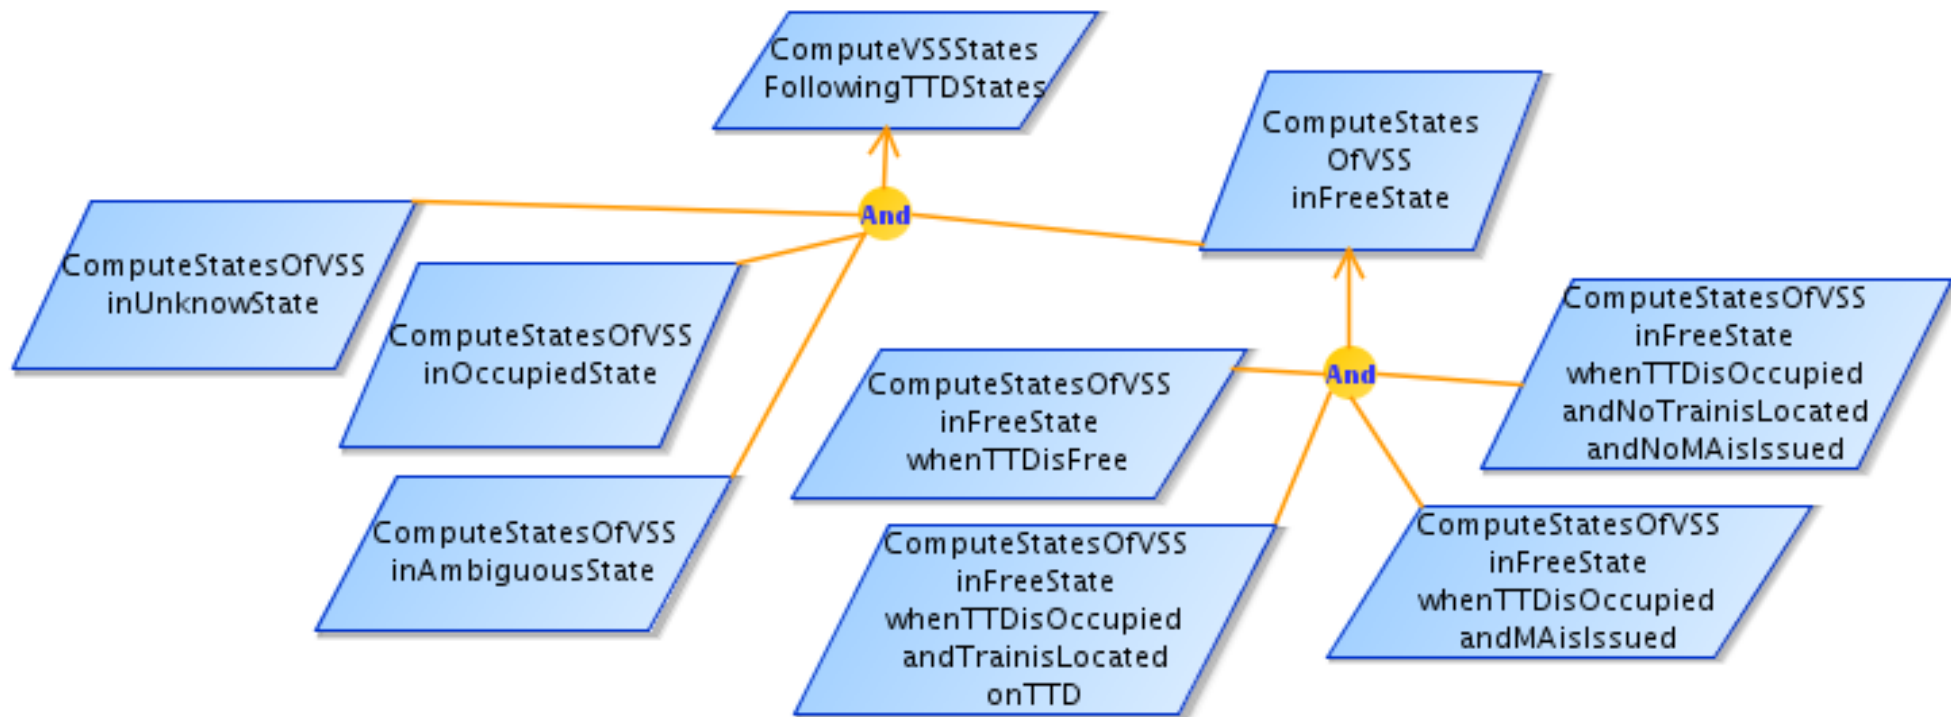 ComputeVSSStates
FollowingTTDStates
ComputeStates
OfVSS
inFreeState
And
ComputeStatesOfVSS
inUnknowState
ComputeStatesOfVSS
inOccupiedState
ComputeStatesOfVSS
inAmbiguousState
And
ComputeStatesOfVSS
inFreeState
whenTTDisFree
ComputeStatesOfVSS
inFreeState
whenTTDisOccupied
andNoTrainisLocated
andNoMAisIssued
ComputeStatesOfVSS
inFreeState
whenTTDisOccupied
andTrainisLocated
onTTD
ComputeStatesOfVSS
inFreeState
whenTTDisOccupied
andMAisIssued